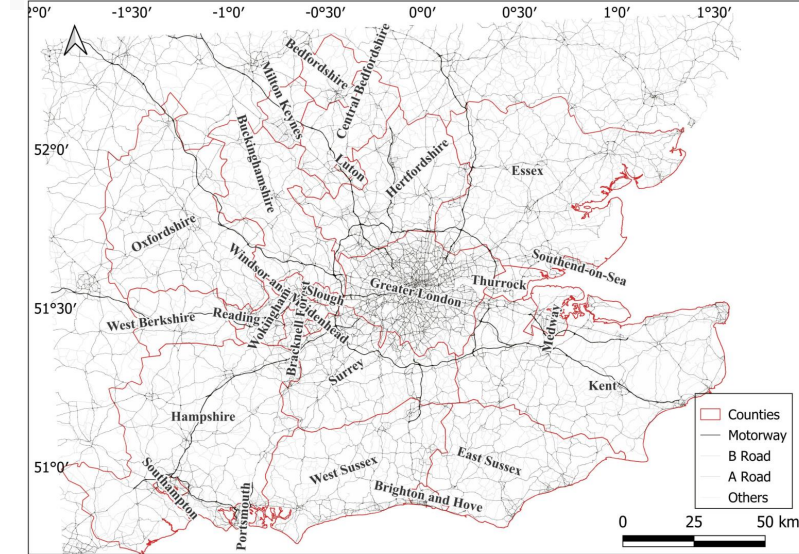 2°0′ -1°30′ -1°0′ -0°30′ 0°0′ 0°30′ 1°0′ 1°30′
52°0′
51°30′
51°0′
Bedfordshire
Central Bedfordshire
Milton Keynes
Buckinghamshire
Luton
Hertfordshire
Essex
Oxfordshire
Windsor an
idenhead
Slough
Greater London
Thurrock
Southend-on-Sea
West Berkshire
Reading
Wokingham
Bracknell Forest
Medway
Surrey
Kent
Hampshire
Southampton
Portsmouth
West Sussex
East Sussex
Brighton and Hove
Counties
Motorway
B Road
A Road
Others
0 25 50 km